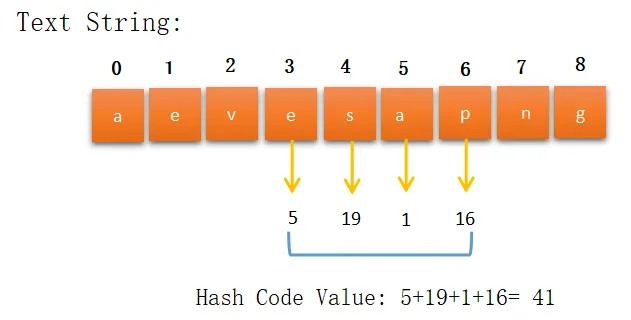 Text String:
0 1 2 3 4 5 6 7 8
a e v e s a p n g
5 19 1 16
Hash Code Value: 5+19+1+16= 41